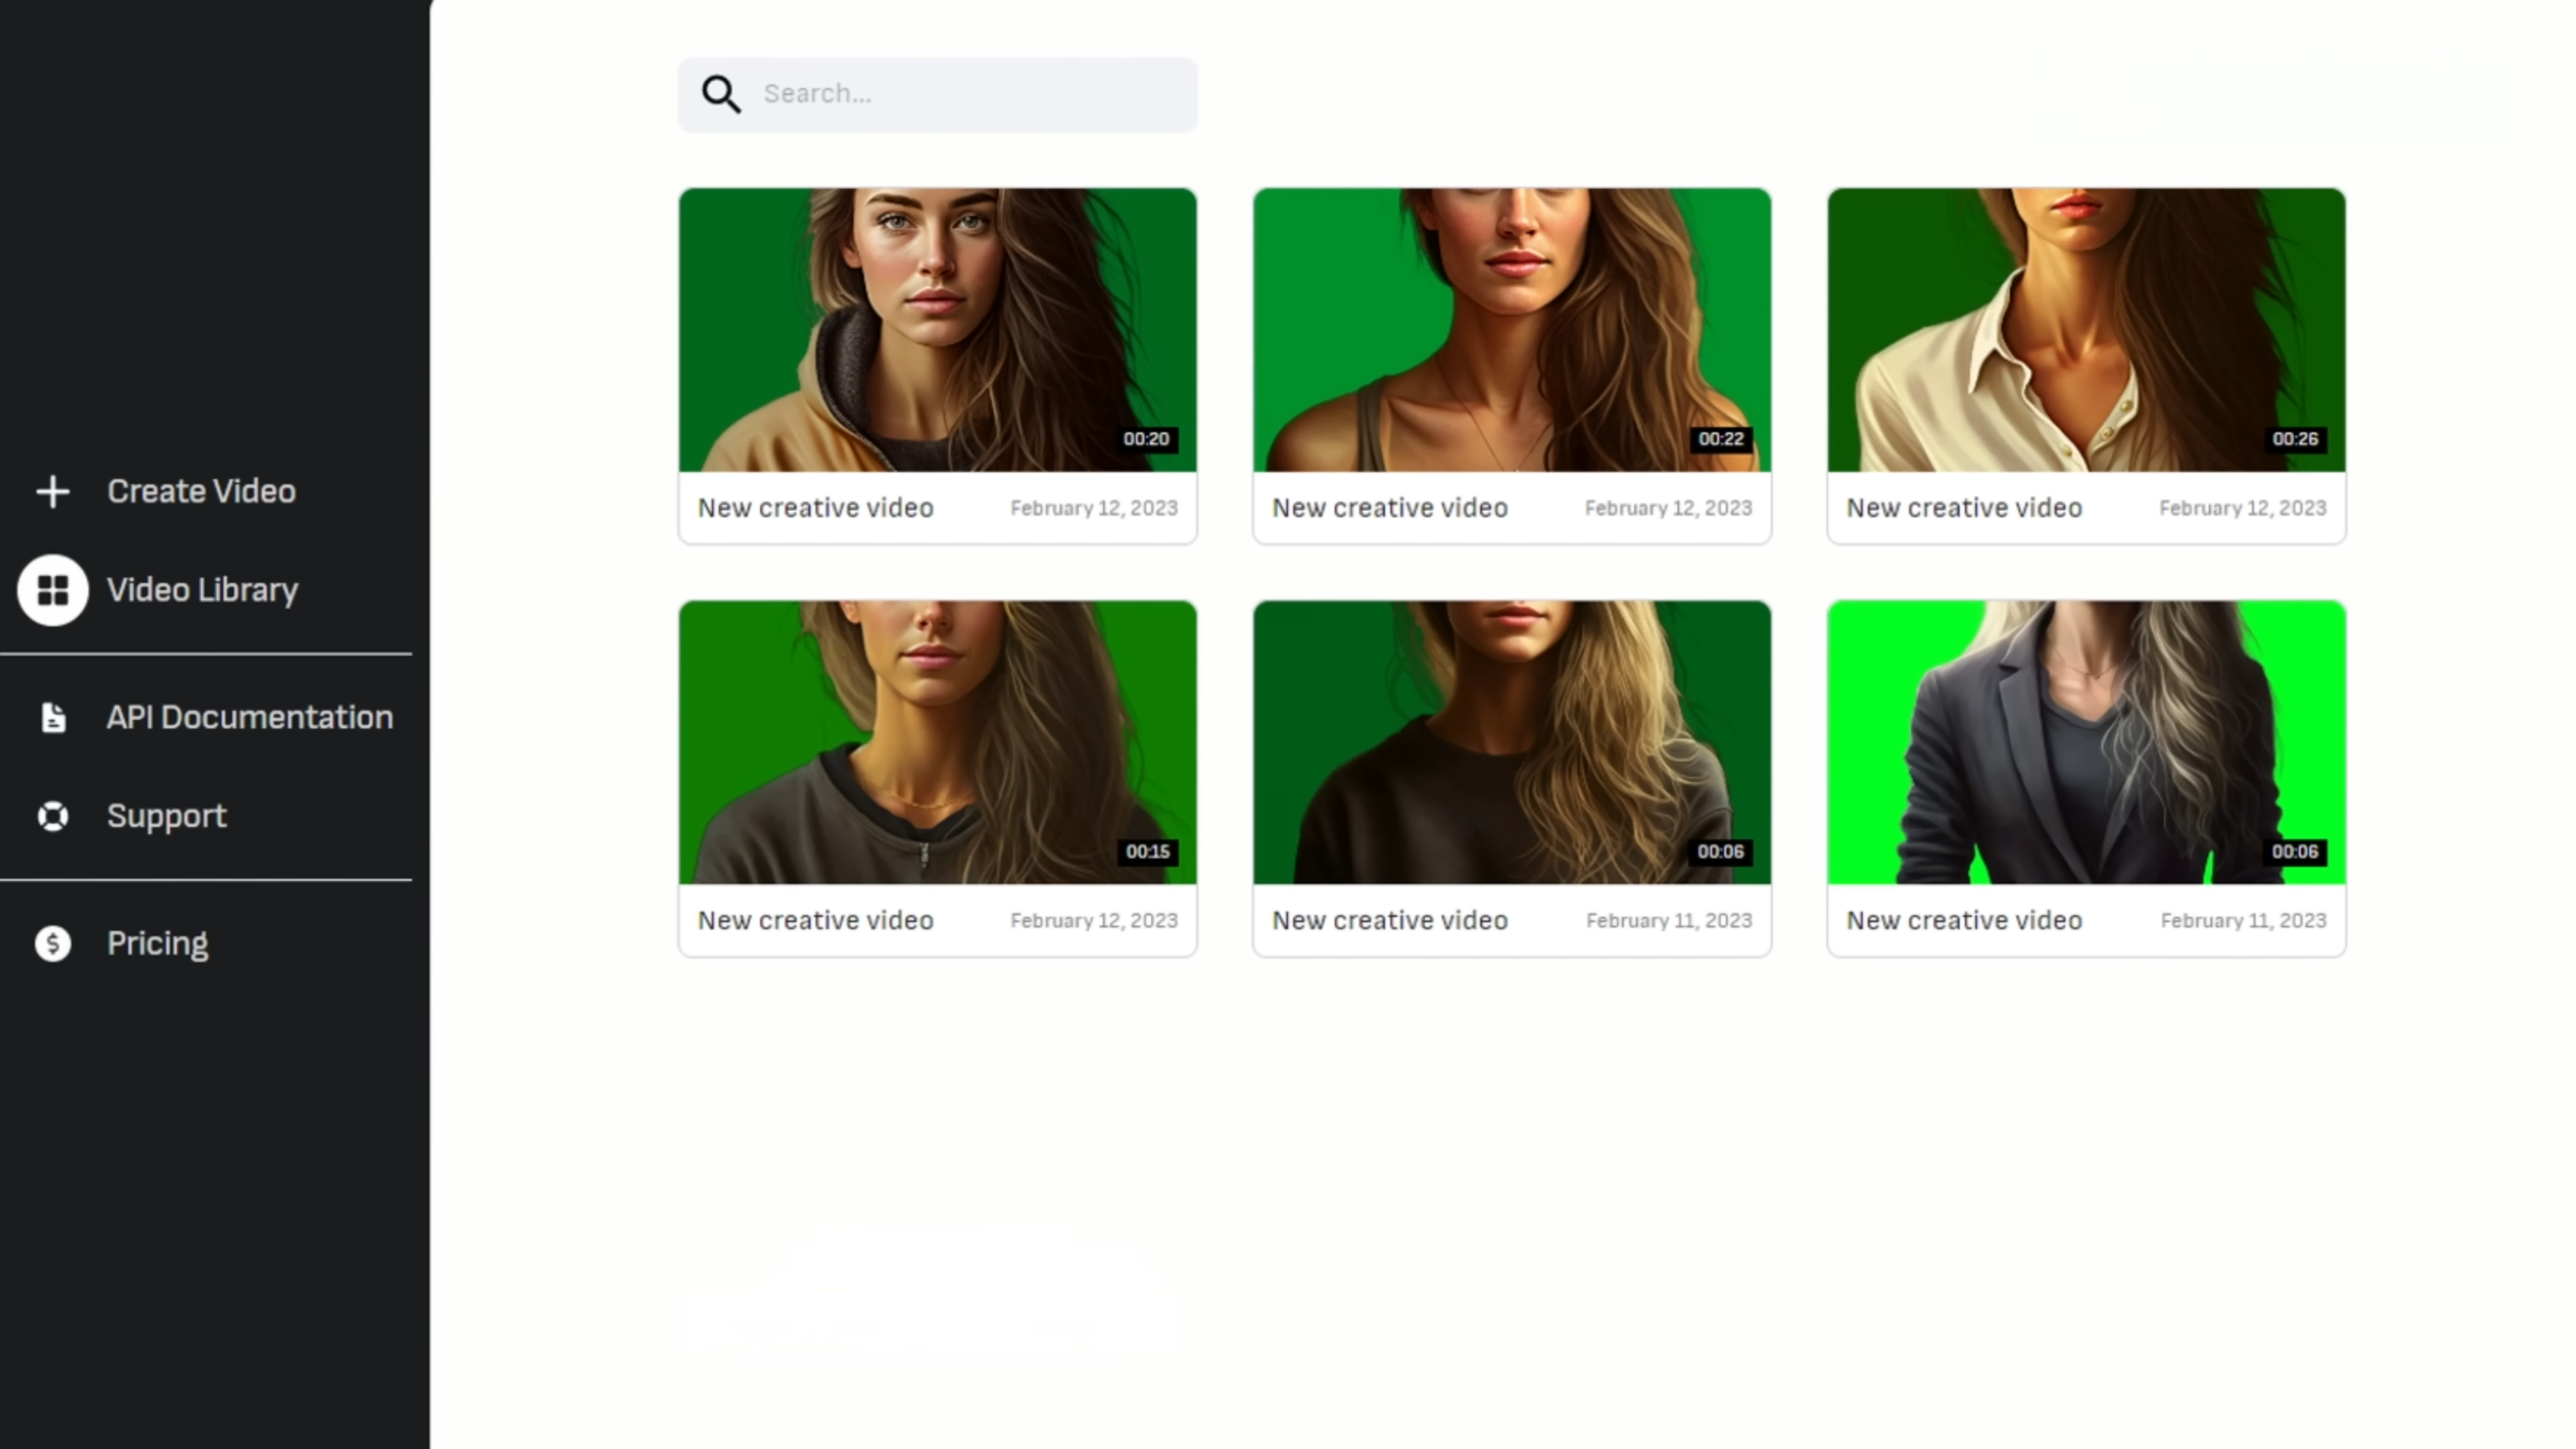 Search...
Create Video
Video Library
API Documentation
Support
Pricing
00:20
New creative video February 12, 2023
00:22
New creative video February 12, 2023
00:26
New creative video February 12, 2023
00:15
New creative video February 12, 2023
00:06
New creative video February 11, 2023
00:06
New creative video February 11, 2023